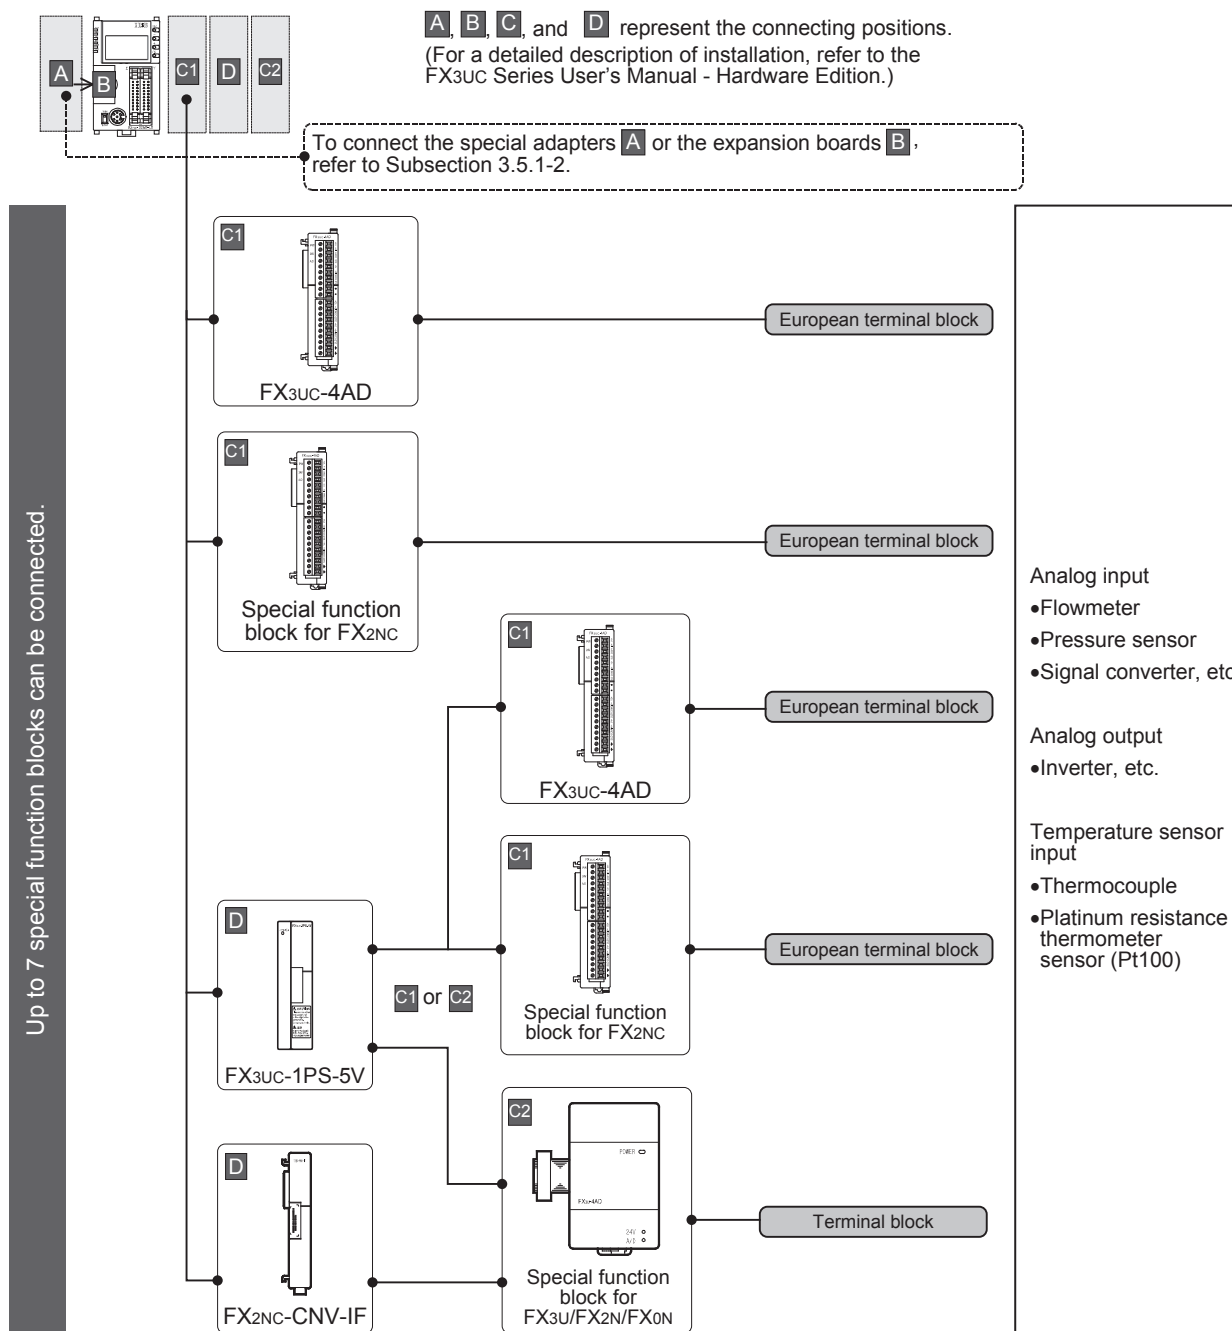 A, B, C, and D represent the connecting positions.
(For a detailed description of installation, refer to the
FX3UC Series User's Manual - Hardware Edition.)
A
B
C1
D
C2
To connect the special adapters A or the expansion boards B,
refer to Subsection 3.5.1-2.
Up to 7 special function blocks can be connected.
C1
FX3UC-4AD
European terminal block
C1
Special function
block for FX2NC
European terminal block
C1
FX3UC-4AD
European terminal block
C1
Special function
block for FX2NC
European terminal block
D
FX3UC-1PS-5V
C1 or C2
D
FX2NC-CNV-IF
C2
POWER
FX3U-4AD
24V
A/D
Special function
block for
FX3U/FX2N/FX0N
Terminal block
Analog input
•Flowmeter
•Pressure sensor
•Signal converter, etc
Analog output
•Inverter, etc.
Temperature sensor
input
•Thermocouple
•Platinum resistance
thermometer
sensor (Pt100)